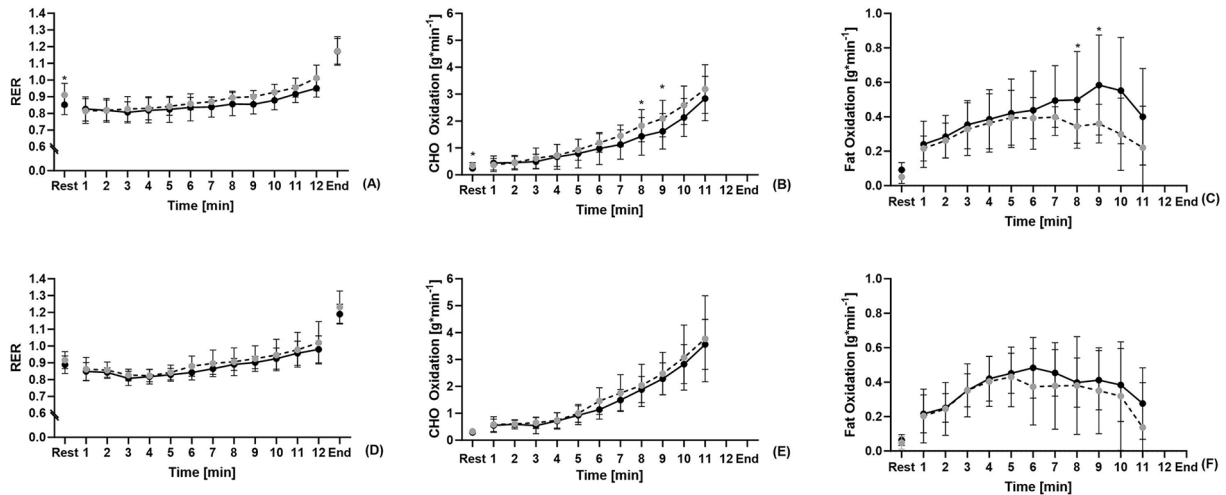 RER
1.4
1.3
1.2
1.1
1.0
0.9
0.8
0.7
0.6
0.0
*
Rest 1 2 3 4 5 6 7 8 9 10 11 12 End
Time [min]
(A)
CHO Oxidation [g*min-1]
6
5
4
3
2
1
0
* * *
Rest 1 2 3 4 5 6 7 8 9 10 11 12 End
Time [min]
(B)
Fat Oxidation [g*min-1]
1.0
0.8
0.6
0.4
0.2
0.0
* *
Rest 1 2 3 4 5 6 7 8 9 10 11 12 End
Time [min]
(C)
RER
1.4
1.3
1.2
1.1
1.0
0.9
0.8
0.7
0.6
0.0
Rest 1 2 3 4 5 6 7 8 9 10 11 12 End
Time [min]
(D)
CHO Oxidation [g*min-1]
6
5
4
3
2
1
0
Rest 1 2 3 4 5 6 7 8 9 10 11 12 End
Time [min]
(E)
Fat Oxidation [g*min-1]
1.0
0.8
0.6
0.4
0.2
0.0
Rest 1 2 3 4 5 6 7 8 9 10 11 12 End
Time [min]
(F)